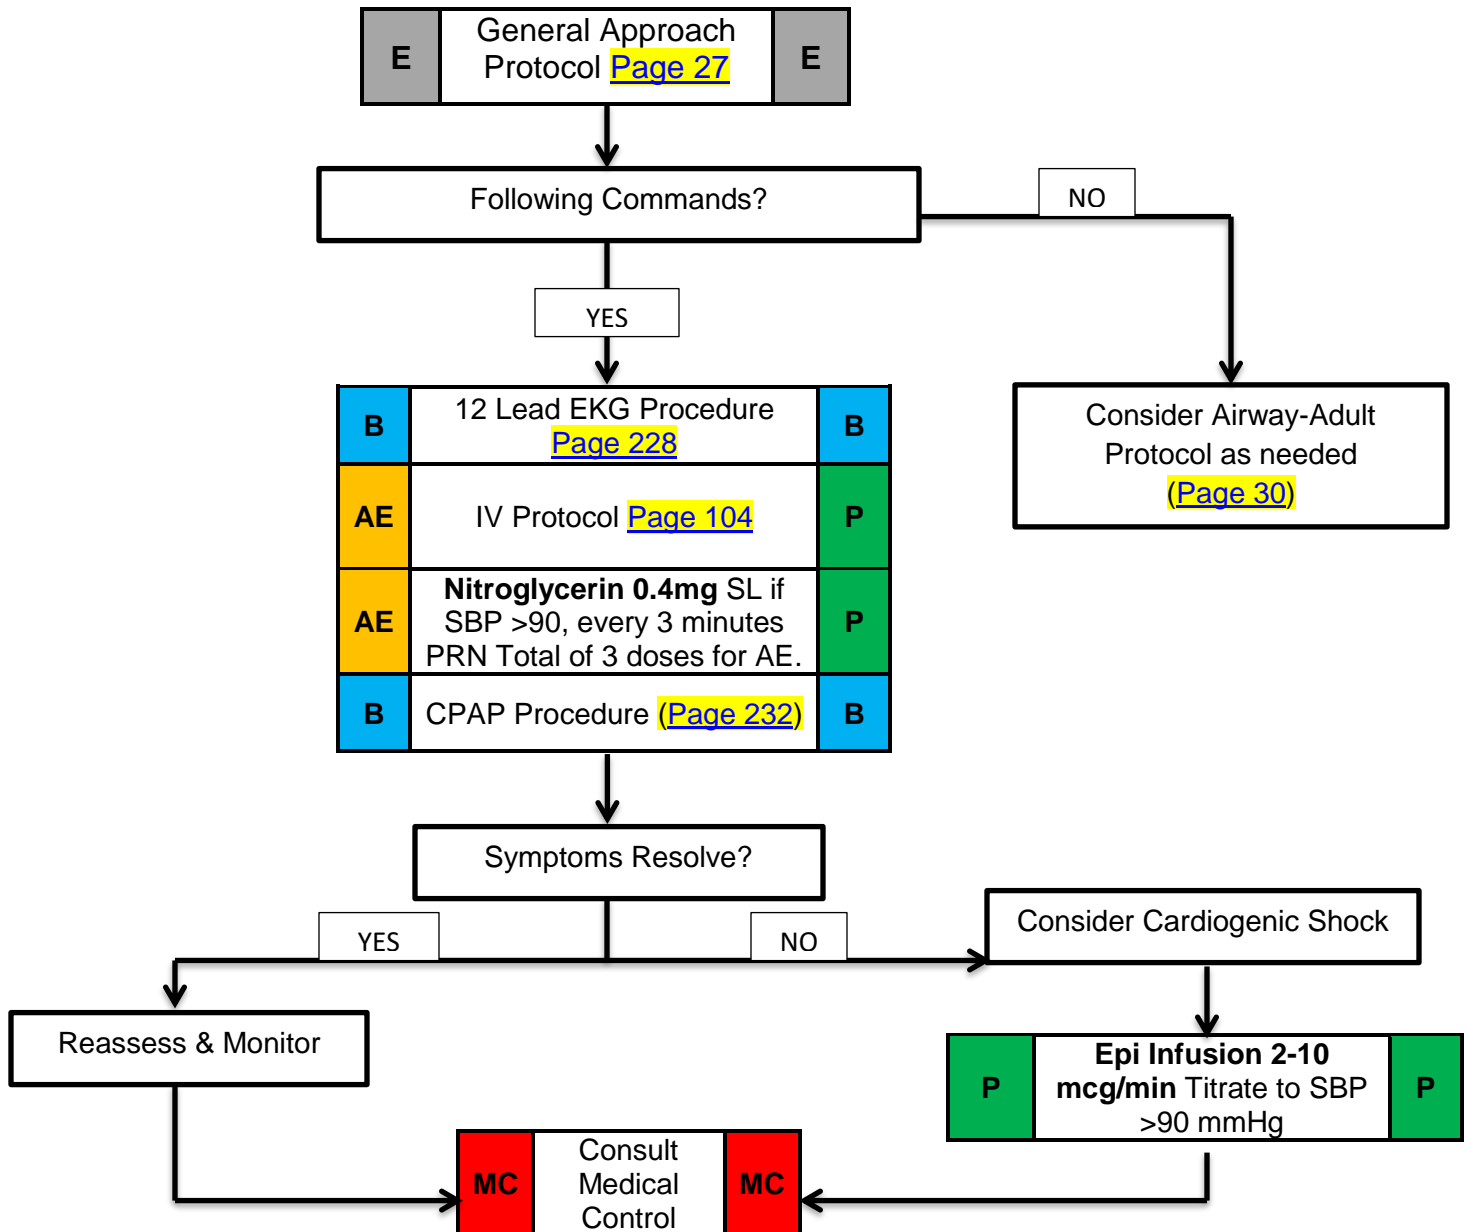 E
General Approach
Protocol Page 27
E
Following Commands?
NO
YES
B
12 Lead EKG Procedure
Page 228
B
Consider Airway-Adult
Protocol as needed
(Page 30)
AE
IV Protocol Page 104
P
AE
Nitroglycerin 0.4mg SL if
SBP >90, every 3 minutes
PRN Total of 3 doses for AE.
P
B
CPAP Procedure (Page 232)
B
Symptoms Resolve?
YES
NO
Consider Cardiogenic Shock
Reassess & Monitor
P
Epi Infusion 2-10
mcg/min Titrate to SBP
>90 mmHg
P
MC
Consult
Medical
Control
MC